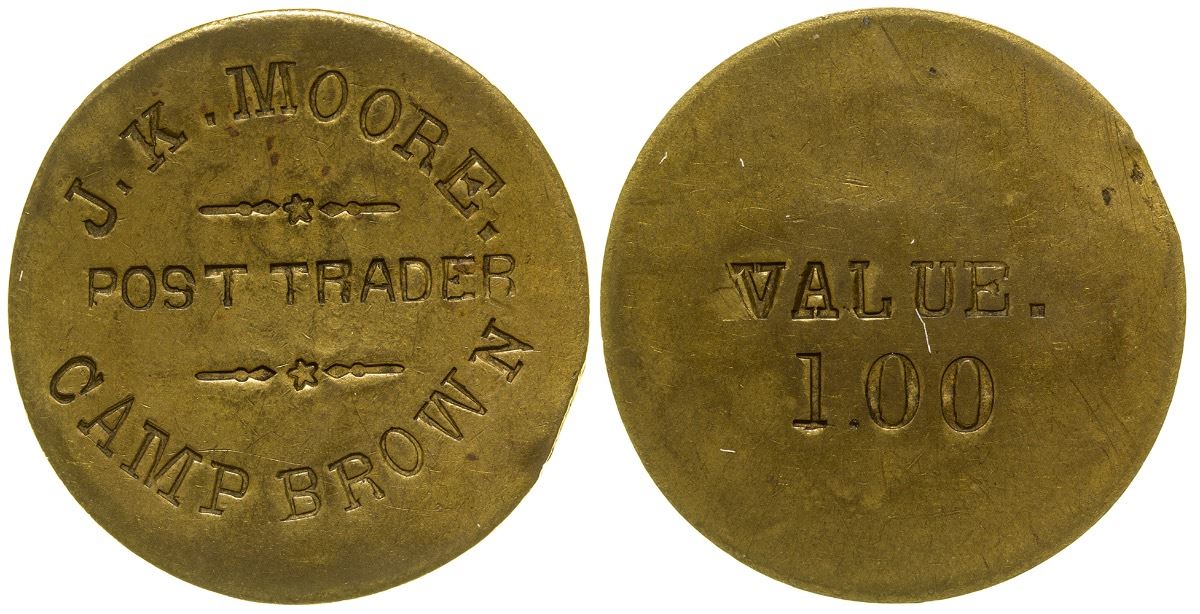 J. K. MOORE.
POST TRADER
CAMP BROWN
VALUE.
1.00